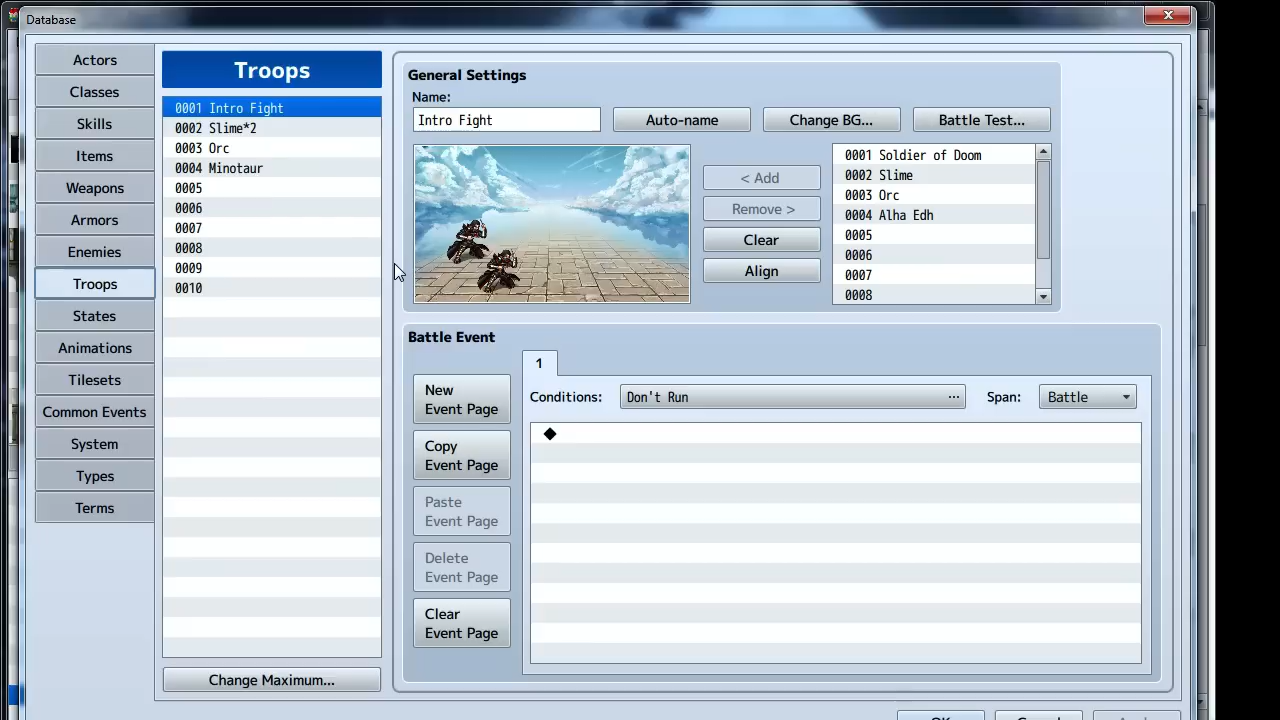 Database
Actors
Classes
Skills
Items
Weapons
Armors
Enemies
Troops
States
Animations
Tilesets
Common Events
System
Types
Terms
Troops
0001 Intro Fight
0002 Slime*2
0003 Orc
0004 Minotaur
0005
0006
0007
0008
0009
0010
Change Maximum...
General Settings
Name:
Intro Fight
Auto-name
Change BG...
Battle Test...
< Add
Remove >
Clear
Align
0001 Soldier of Doom
0002 Slime
0003 Orc
0004 Alha Edh
0005
0006
0007
0008
Battle Event
New
Event Page
Copy
Event Page
Paste
Event Page
Delete
Event Page
Clear
Event Page
1
Conditions:
Don't Run
...
Span:
Battle